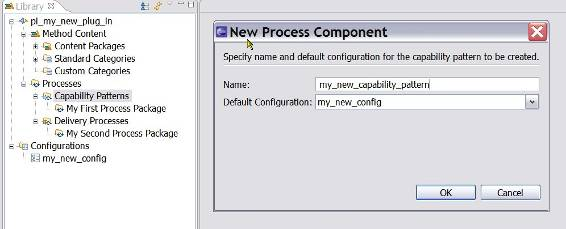 Library
pl_my_new_plug_in
Method Content
Content Packages
Standard Categories
Custom Categories
Processes
Capability Patterns
My First Process Package
Delivery Processes
My Second Process Package
Configurations
my_new_config
New Process Component
Specify name and default configuration for the capability pattern to be created.
Name: my_new_capability_pattern
Default Configuration: my_new_config
OK Cancel